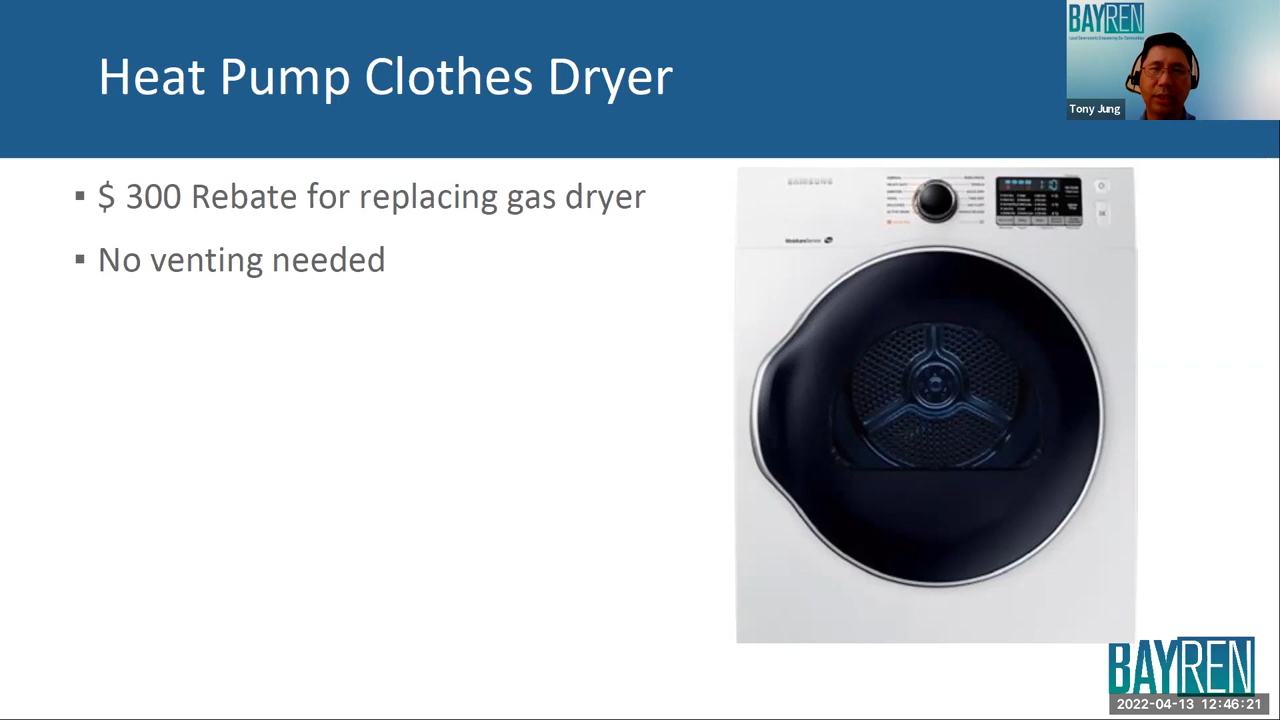 Heat Pump Clothes Dryer
BAYREN
Tony Jung
▪ $ 300 Rebate for replacing gas dryer
▪ No venting needed
SAMSUNG
MoistureSensor
BAYREN
2022-04-13 12:46:21